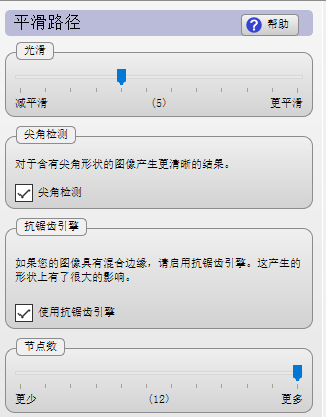 平滑路径
帮助
光滑
减平滑 (5) 更平滑
尖角检测
对于含有尖角形状的图像产生更清晰的结果。
尖角检测
抗锯齿引擎
如果您的图像具有混合边缘，请启用抗锯齿引擎。这产生的
形状上有了很大的影响。
使用抗锯齿引擎
节点数
更少 (12) 更多